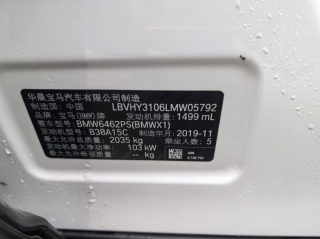 华晨宝马汽车有限公司制造
制造国：中国 LBVHY3106LMW05792
品牌：宝马(BMW)牌 发动机排量：1499 mL
整车型号：BMW6462PS(BMWX1)
发动机型号：B38A15C 制造年月：2019-11
最大允许总质量：2035 kg 乘坐人数：5
发动机最大净功率：103 kW
最大允许 -- kg